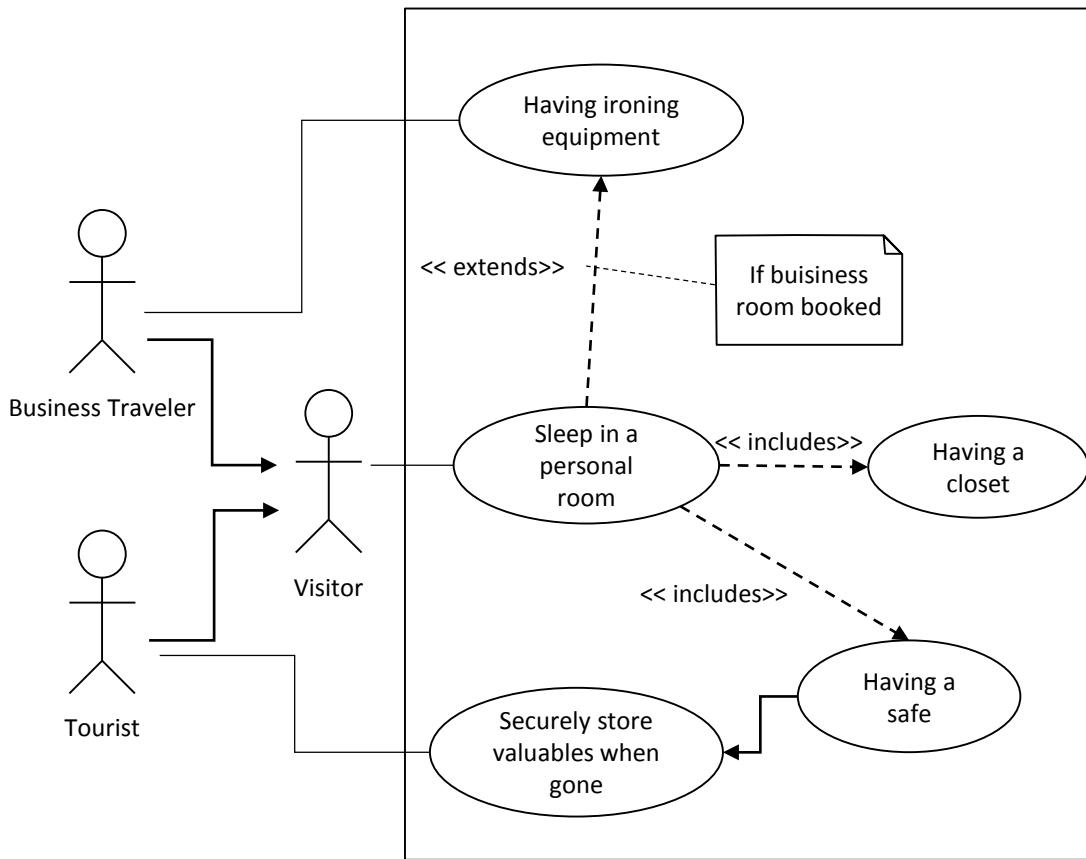 Having ironing
equipment
<< extends>>
If buisiness
room booked
Business Traveler
Sleep in a
personal
room
<< includes>>
Having a
closet
Visitor
<< includes>>
Having a
safe
Tourist
Securely store
valuables when
gone